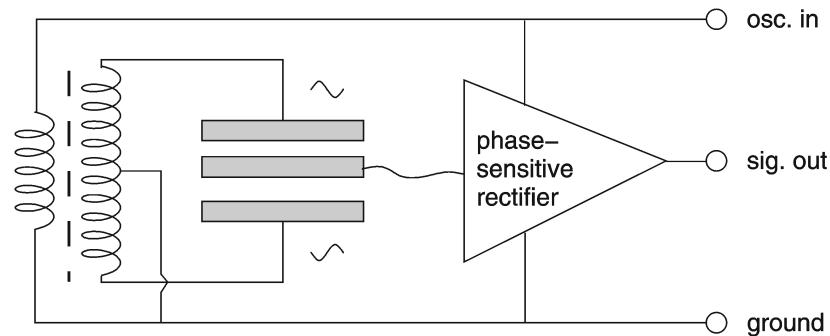 osc. in
phase–
sensitive
rectifier
sig. out
ground